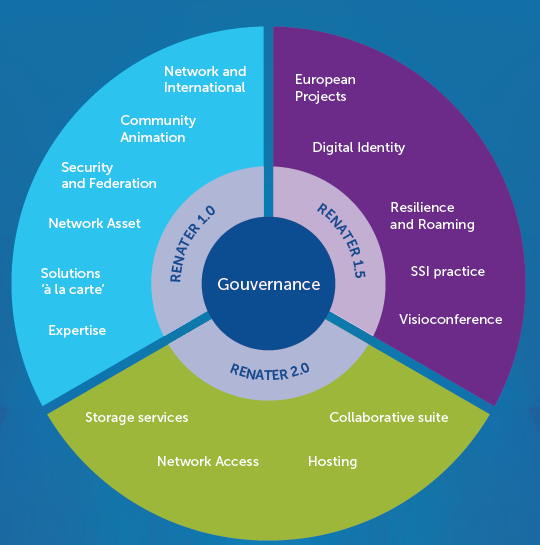 Network and
International
Community
Animation
Security
and Federation
Network Asset
Solutions
‘à la carte’
Expertise
RENATER 1.0
European
Projects
Digital Identity
Resilience
and Roaming
SSI practice
Visioconference
RENATER 1.5
Gouvernance
RENATER 2.0
Storage services
Collaborative suite
Network Access
Hosting